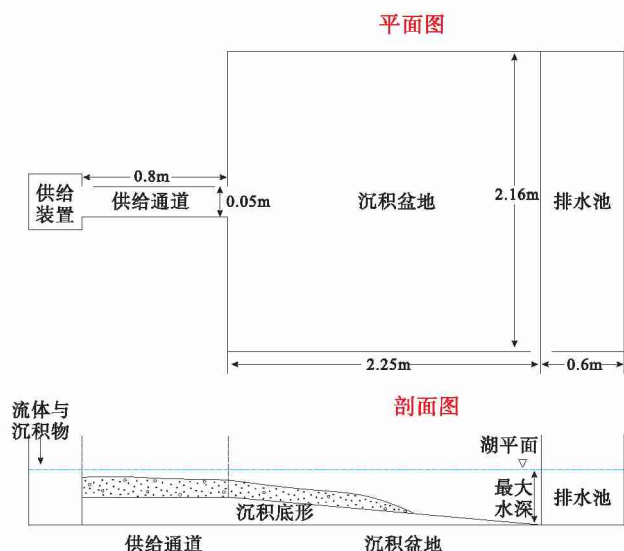 平面图
0.8m
供给
装置
供给通道
0.05m
沉积盆地
2.16m
排水池
2.25m
0.6m
剖面图
流体与
沉积物
湖平面
最大
水深
排水池
沉积底形
供给通道
沉积盆地